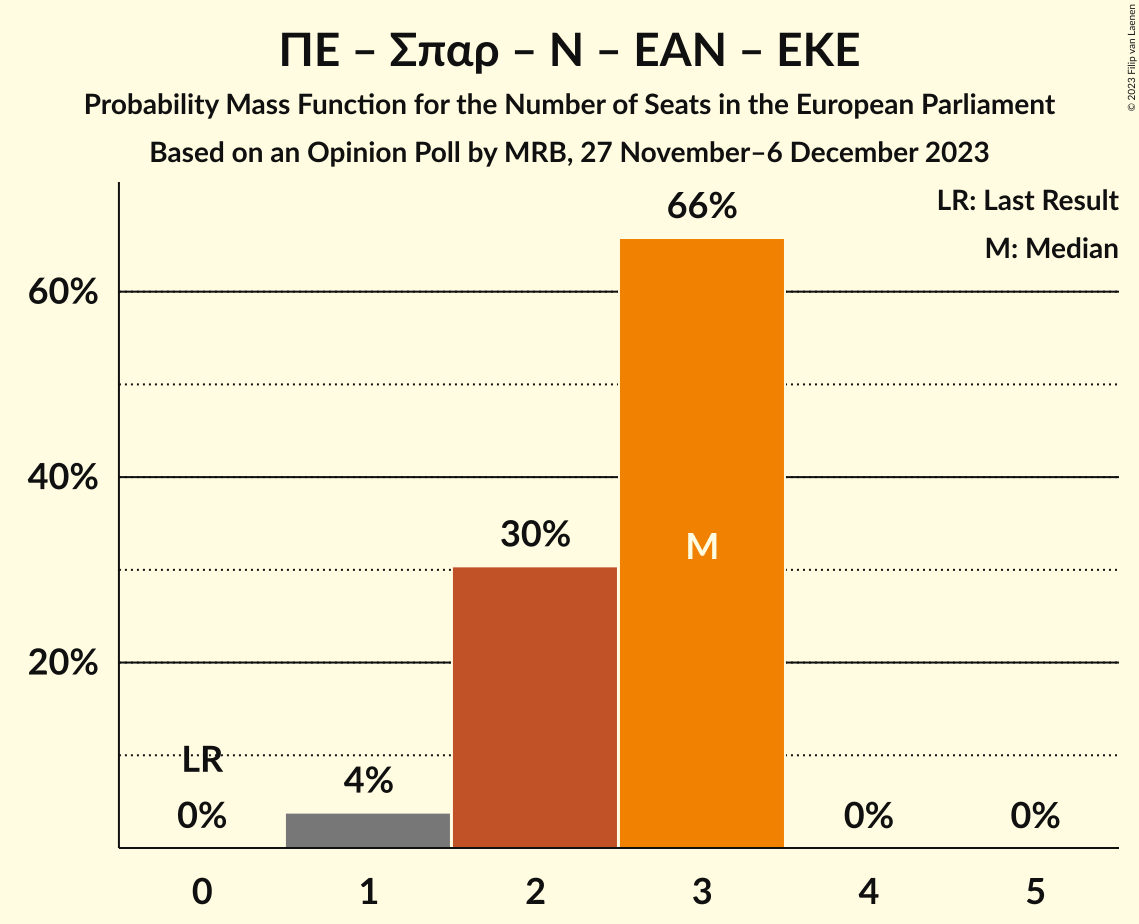 ΠΕ – Σπαρ – Ν – ΕΑΝ – ΕΚΕ
Probability Mass Function for the Number of Seats in the European Parliament
Based on an Opinion Poll by MRB, 27 November–6 December 2023
© 2023 Filip van Laenen
LR: Last Result
M: Median
66%
60%
M
40%
30%
20%
LR
4%
0%
0%
0%
0 1 2 3 4 5